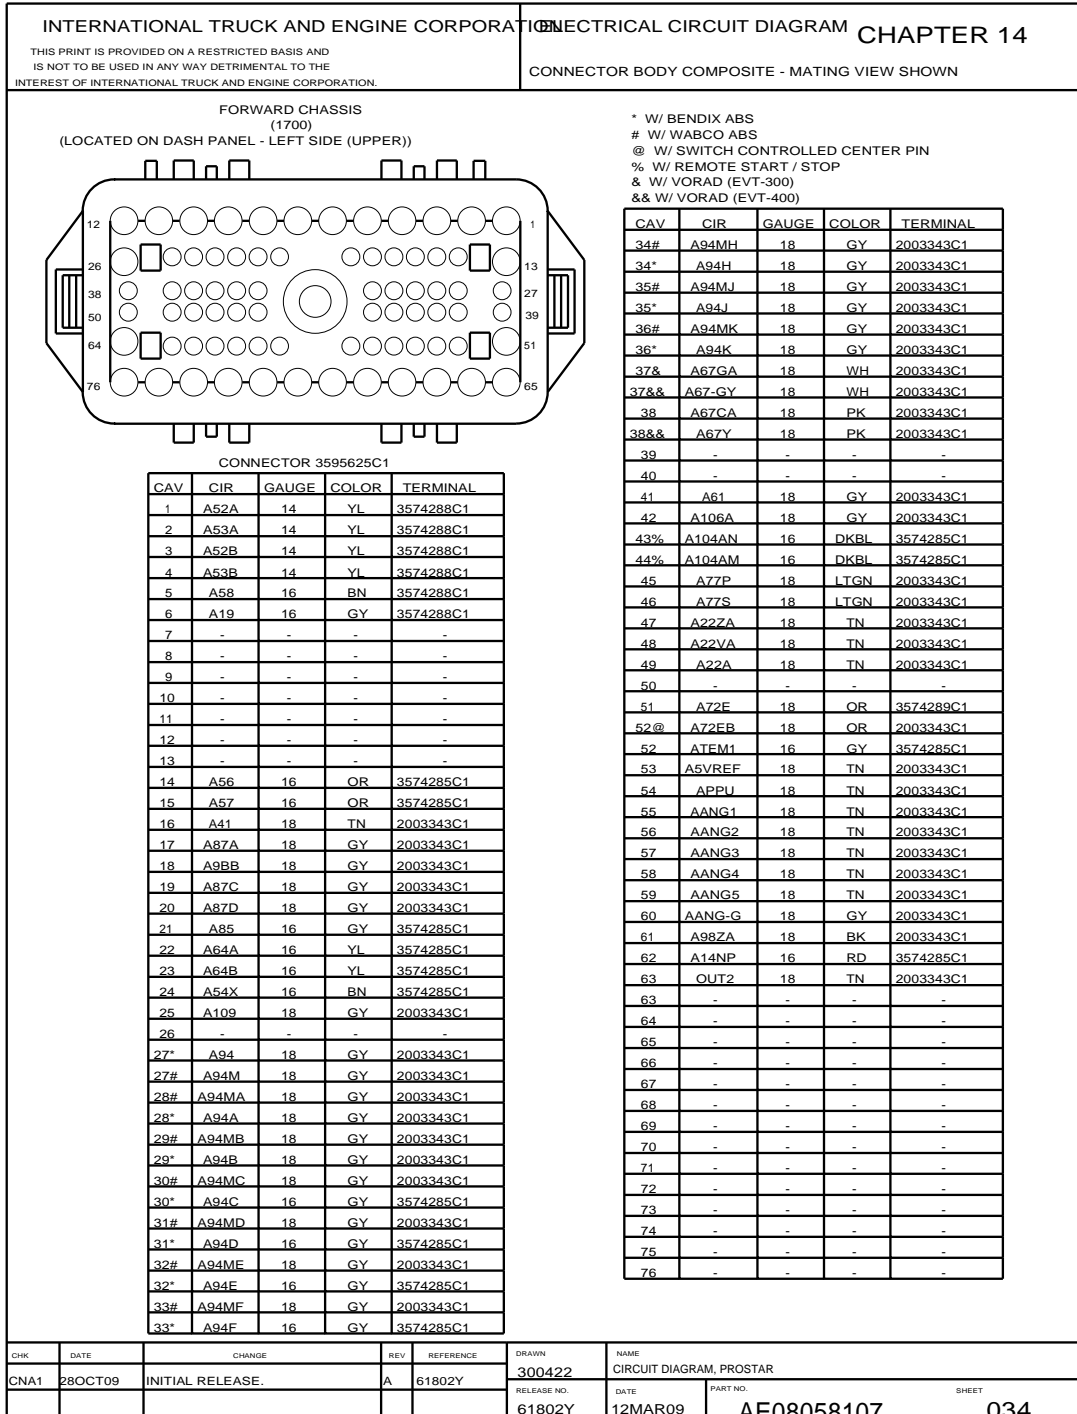 INTERNATIONAL TRUCK AND ENGINE CORPORATION
ELECTRICAL CIRCUIT DIAGRAM
CHAPTER 14
THIS PRINT IS PROVIDED ON A RESTRICTED BASIS AND
IS NOT TO BE USED IN ANY WAY DETRIMENTAL TO THE
INTEREST OF INTERNATIONAL TRUCK AND ENGINE CORPORATION.
CONNECTOR BODY COMPOSITE - MATING VIEW SHOWN
FORWARD CHASSIS
(1700)
(LOCATED ON DASH PANEL - LEFT SIDE (UPPER))
12 1
26 13
38 27
50 39
64 51
76 65
CONNECTOR 3595625C1
CAV CIR GAUGE COLOR TERMINAL
1 A52A 14 YL 3574288C1
2 A53A 14 YL 3574288C1
3 A52B 14 YL 3574288C1
4 A53B 14 YL 3574288C1
5 A58 16 BN 3574288C1
6 A19 16 GY 3574288C1
7 - - - -
8 - - - -
9 - - - -
10 - - - -
11 - - - -
12 - - - -
13 - - - -
14 A56 16 OR 3574285C1
15 A57 16 OR 3574285C1
16 A41 18 TN 2003343C1
17 A87A 18 GY 2003343C1
18 A9BB 18 GY 2003343C1
19 A87C 18 GY 2003343C1
20 A87D 18 GY 2003343C1
21 A85 16 GY 3574285C1
22 A64A 16 YL 3574285C1
23 A64B 16 YL 3574285C1
24 A54X 16 BN 3574285C1
25 A109 18 GY 2003343C1
26 - - - -
27* A94 18 GY 2003343C1
27# A94M 18 GY 2003343C1
28# A94MA 18 GY 2003343C1
28* A94A 18 GY 2003343C1
29# A94MB 18 GY 2003343C1
29* A94B 18 GY 2003343C1
30# A94MC 18 GY 2003343C1
30* A94C 16 GY 3574285C1
31# A94MD 18 GY 2003343C1
31* A94D 16 GY 3574285C1
32# A94ME 18 GY 2003343C1
32* A94E 16 GY 3574285C1
33# A94MF 18 GY 2003343C1
33* A94F 16 GY 3574285C1
* W/ BENDIX ABS
# W/ WABCO ABS
@ W/ SWITCH CONTROLLED CENTER PIN
% W/ REMOTE START / STOP
& W/ VORAD (EVT-300)
&& W/ VORAD (EVT-400)
CAV CIR GAUGE COLOR TERMINAL
34# A94MH 18 GY 2003343C1
34* A94H 18 GY 2003343C1
35# A94MJ 18 GY 2003343C1
35* A94J 18 GY 2003343C1
36# A94MK 18 GY 2003343C1
36* A94K 18 GY 2003343C1
37& A67GA 18 WH 2003343C1
37&& A67-GY 18 WH 2003343C1
38 A67CA 18 PK 2003343C1
38&& A67Y 18 PK 2003343C1
39 - - - -
40 - - - -
41 A61 18 GY 2003343C1
42 A106A 18 GY 2003343C1
43% A104AN 16 DKBL 3574285C1
44% A104AM 16 DKBL 3574285C1
45 A77P 18 LTGN 2003343C1
46 A77S 18 LTGN 2003343C1
47 A22ZA 18 TN 2003343C1
48 A22VA 18 TN 2003343C1
49 A22A 18 TN 2003343C1
50 - - - -
51 A72E 18 OR 3574289C1
52@ A72EB 18 OR 2003343C1
52 ATEM1 16 GY 3574285C1
53 A5VREF 18 TN 2003343C1
54 APPU 18 TN 2003343C1
55 AANG1 18 TN 2003343C1
56 AANG2 18 TN 2003343C1
57 AANG3 18 TN 2003343C1
58 AANG4 18 TN 2003343C1
59 AANG5 18 TN 2003343C1
60 AANG-G 18 GY 2003343C1
61 A98ZA 18 BK 2003343C1
62 A14NP 16 RD 3574285C1
63 OUT2 18 TN 2003343C1
63 - - - -
64 - - - -
65 - - - -
66 - - - -
67 - - - -
68 - - - -
69 - - - -
70 - - - -
71 - - - -
72 - - - -
73 - - - -
74 - - - -
75 - - - -
76 - - - -
CHK DATE CHANGE REV REFERENCE
CNA1 28OCT09 INITIAL RELEASE. A 61802Y
DRAWN
300422
NAME
CIRCUIT DIAGRAM, PROSTAR
RELEASE NO.
61802Y
DATE
12MAR09
PART NO.
AE08058107
SHEET
034